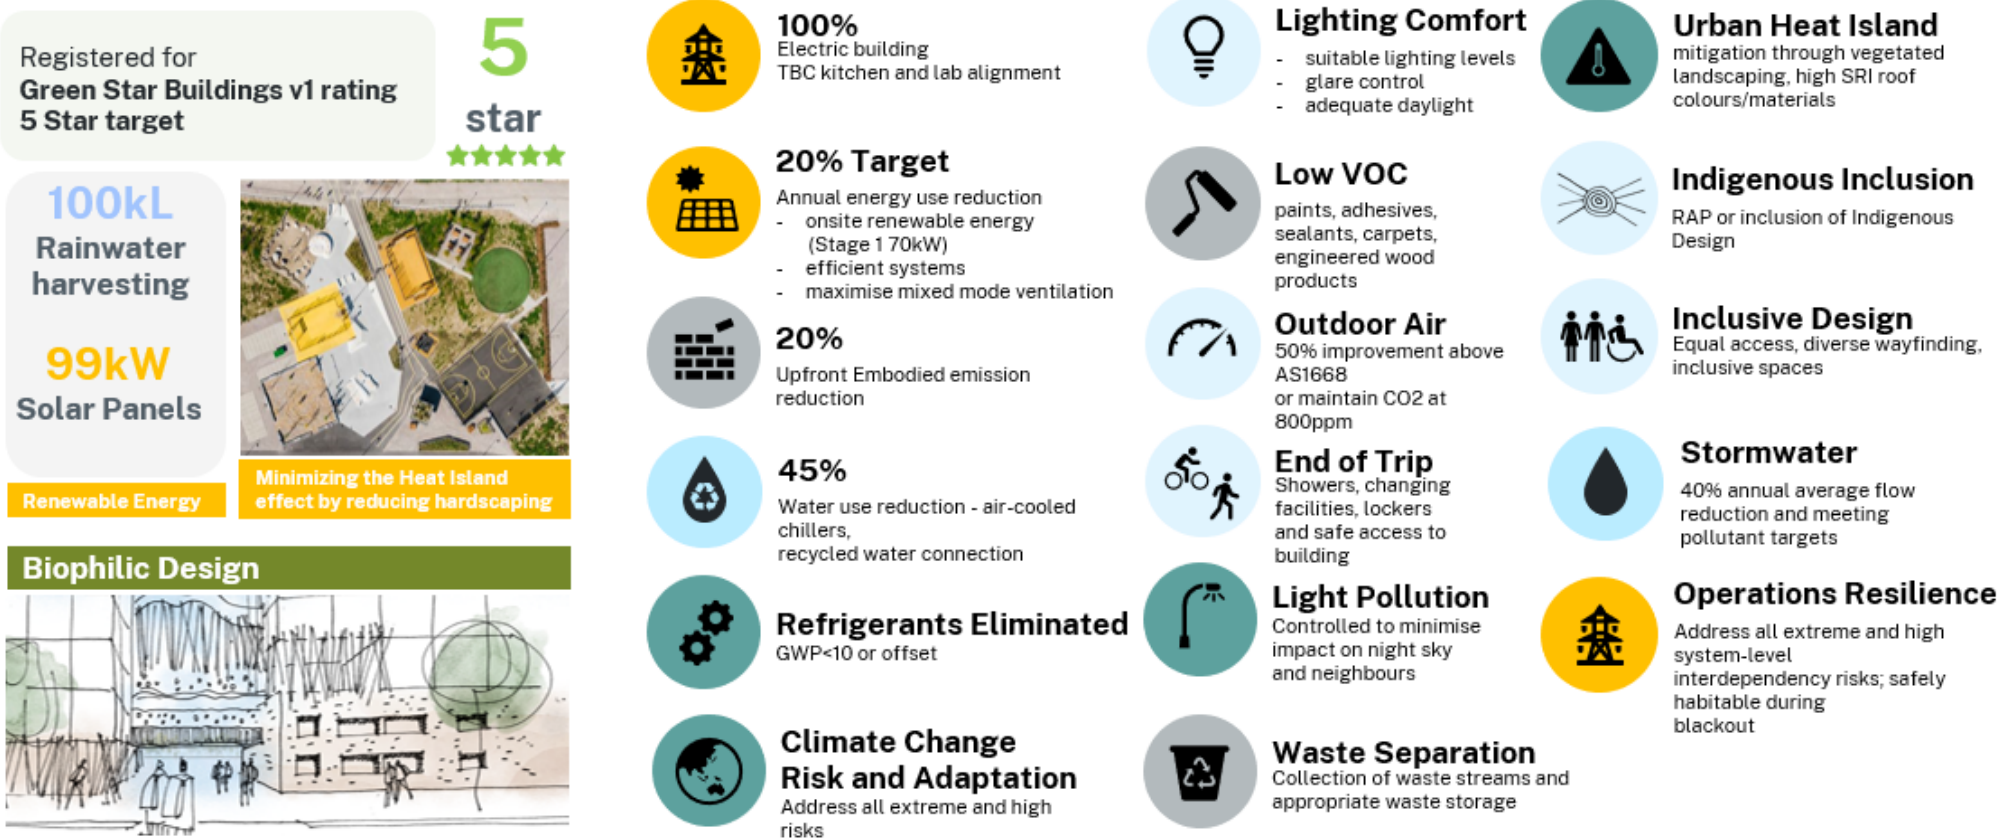 Registered for
Green Star Buildings v1 rating
5 Star target
5
star
100kL
Rainwater
harvesting
99kW
Solar Panels
Renewable Energy
Minimizing the Heat Island
effect by reducing hardscaping
Biophilic Design
100%
Electric building
TBC kitchen and lab alignment
20% Target
Annual energy use reduction
- onsite renewable energy
(Stage 1 70kW)
- efficient systems
- maximise mixed mode ventilation
20%
Upfront Embodied emission
reduction
45%
Water use reduction - air-cooled
chillers,
recycled water connection
Refrigerants Eliminated
GWP<10 or offset
Climate Change
Risk and Adaptation
Address all extreme and high
risks
Lighting Comfort
- suitable lighting levels
- glare control
- adequate daylight
Low VOC
paints, adhesives,
sealants, carpets,
engineered wood
products
Outdoor Air
50% improvement above
AS1668
or maintain CO2 at
800ppm
End of Trip
Showers, changing
facilities, lockers
and safe access to
building
Light Pollution
Controlled to minimise
impact on night sky
and neighbours
Waste Separation
Collection of waste streams and
appropriate waste storage
Urban Heat Island
mitigation through vegetated
landscaping, high SRI roof
colours/materials
Indigenous Inclusion
RAP or inclusion of Indigenous
Design
Inclusive Design
Equal access, diverse wayfinding,
inclusive spaces
Stormwater
40% annual average flow
reduction and meeting
pollutant targets
Operations Resilience
Address all extreme and high
system-level
interdependency risks; safely
habitable during
blackout